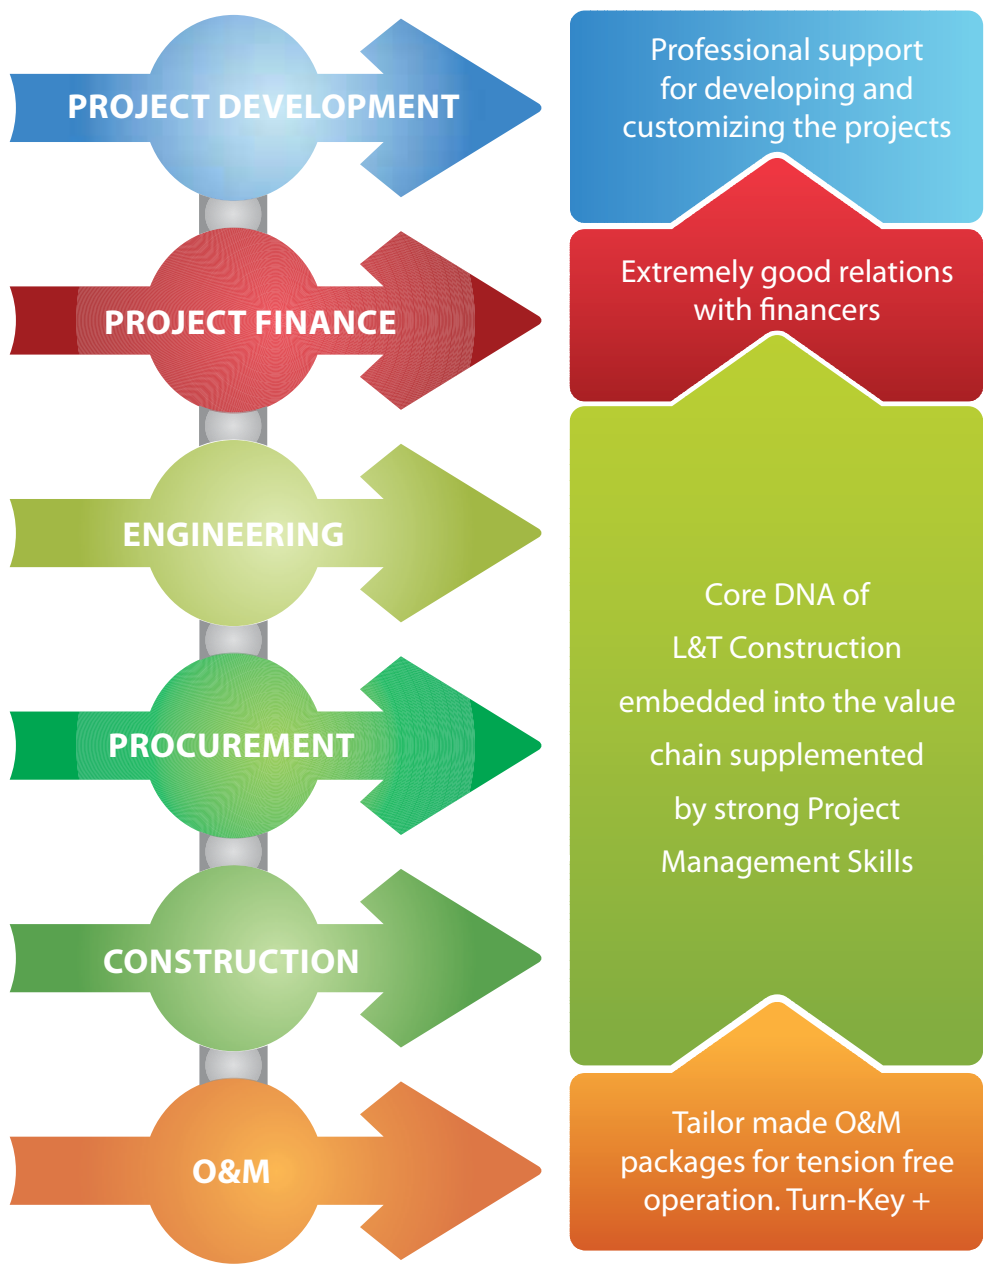 PROJECT DEVELOPMENT
Professional support
for developing and
customizing the projects
PROJECT FINANCE
Extremely good relations
with financers
ENGINEERING
PROCUREMENT
CONSTRUCTION
Core DNA of
L&T Construction
embedded into the value
chain supplemented
by strong Project
Management Skills
O&M
Tailor made O&M
packages for tension free
operation. Turn-Key +